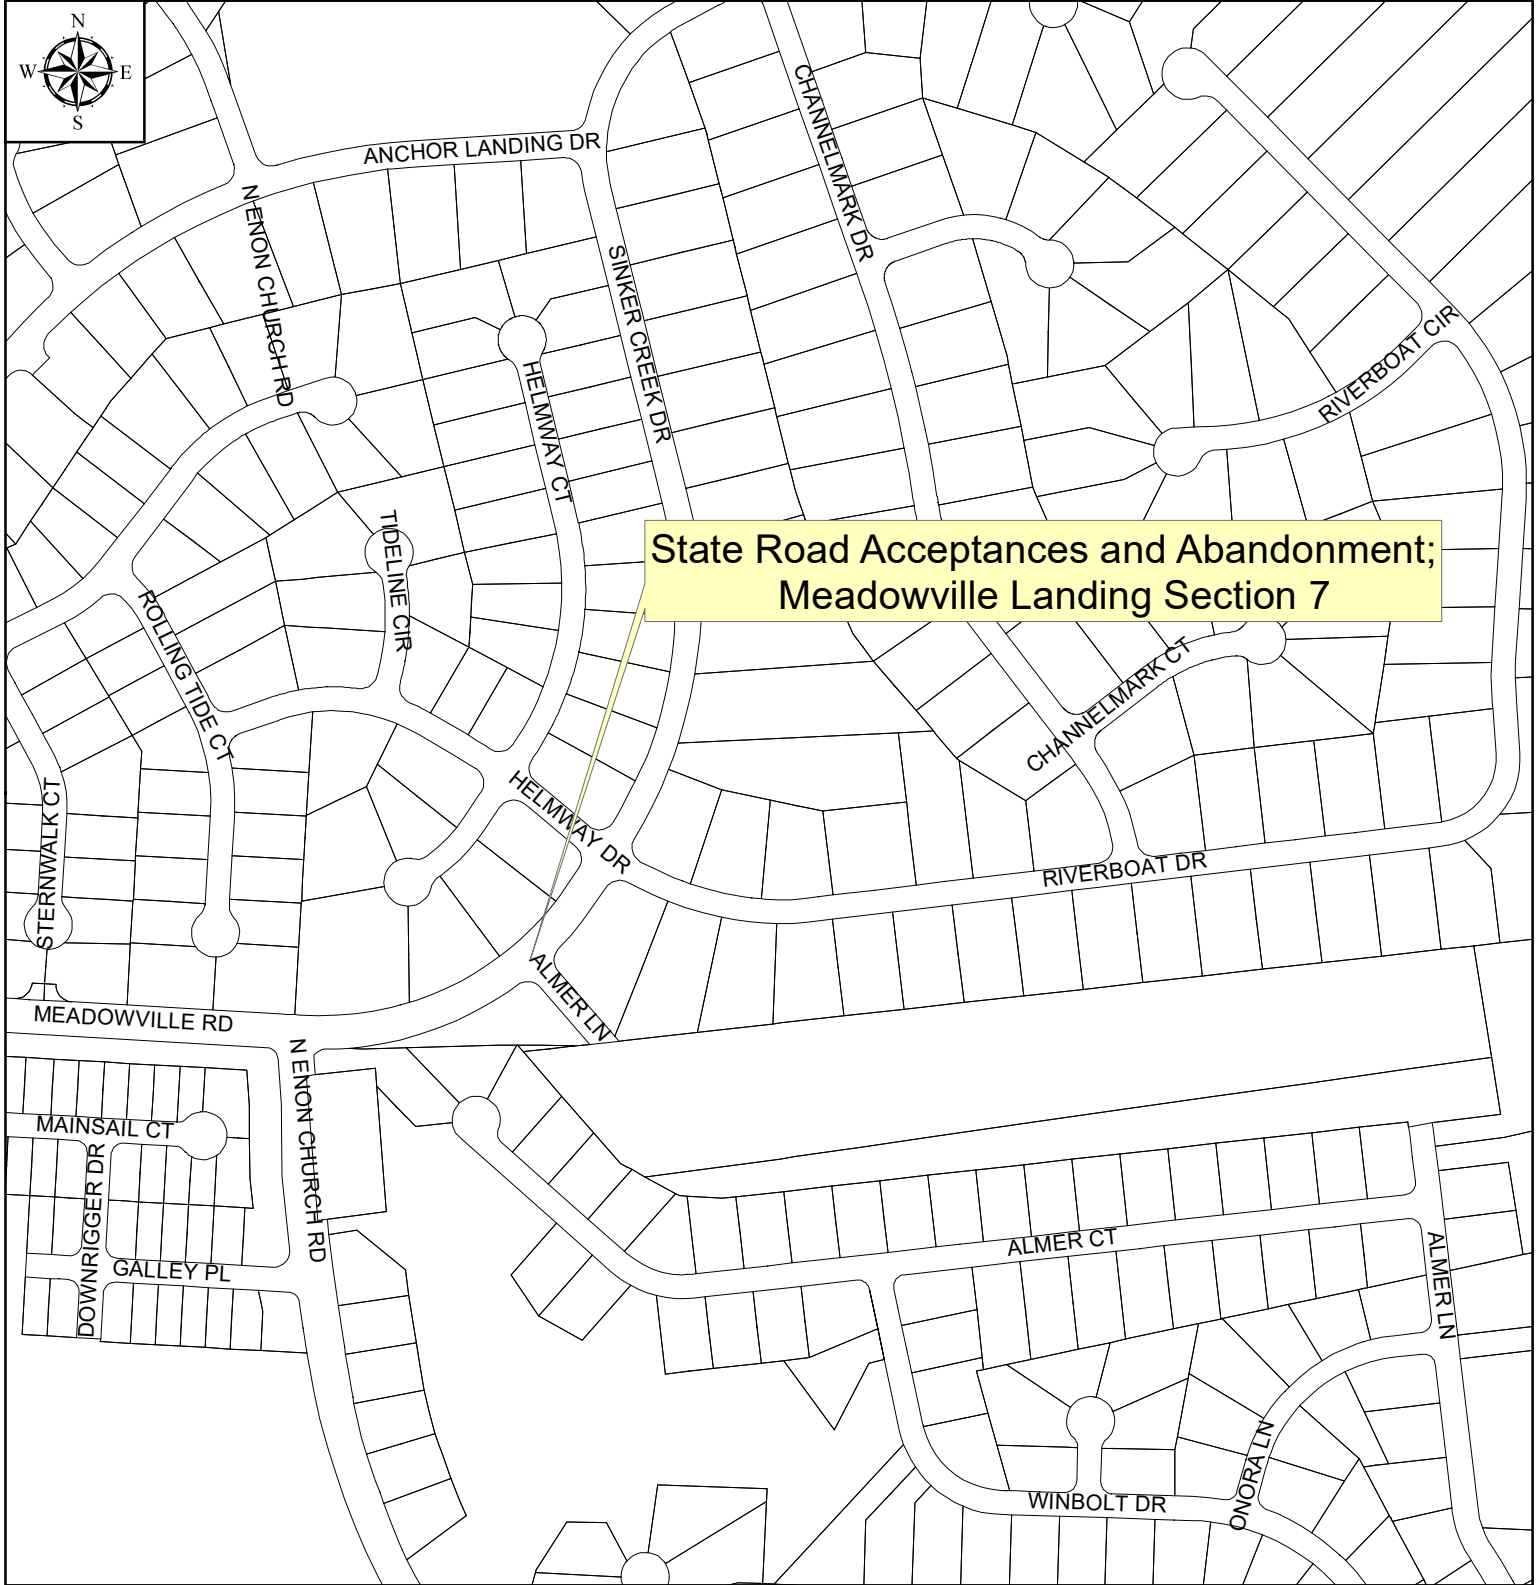 N
W E
S
ANCHOR LANDING DR
CHANNELMARK DR
N ENON CHURCH RD
SINKER CREEK DR
RIVERBOAT CIR
HELMWAY CT
TIDELINE CIR
State Road Acceptances and Abandonment;
Meadowville Landing Section 7
ROLLING TIDE CT
CHANNELMARK CT
HELMWAY DR
STERNWALK CT
RIVERBOAT DR
ALMER LN
MEADOWVILLE RD
N ENON CHURCH RD
MAINSAIL CT
DOWNRIGGER DR
GALLEY PL
ALMER CT
ALMER LN
ONORA LN
WINBOLT DR